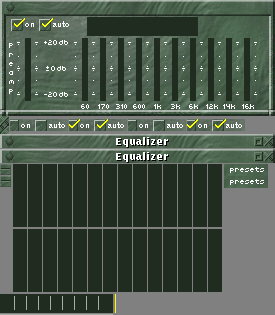 on auto
preamp
+20db
±0db
-20db
60 170 310 600 1k 3k 6k 12k 14k 16k
on auto on auto on auto on auto
Equalizer
Equalizer
presets
presets